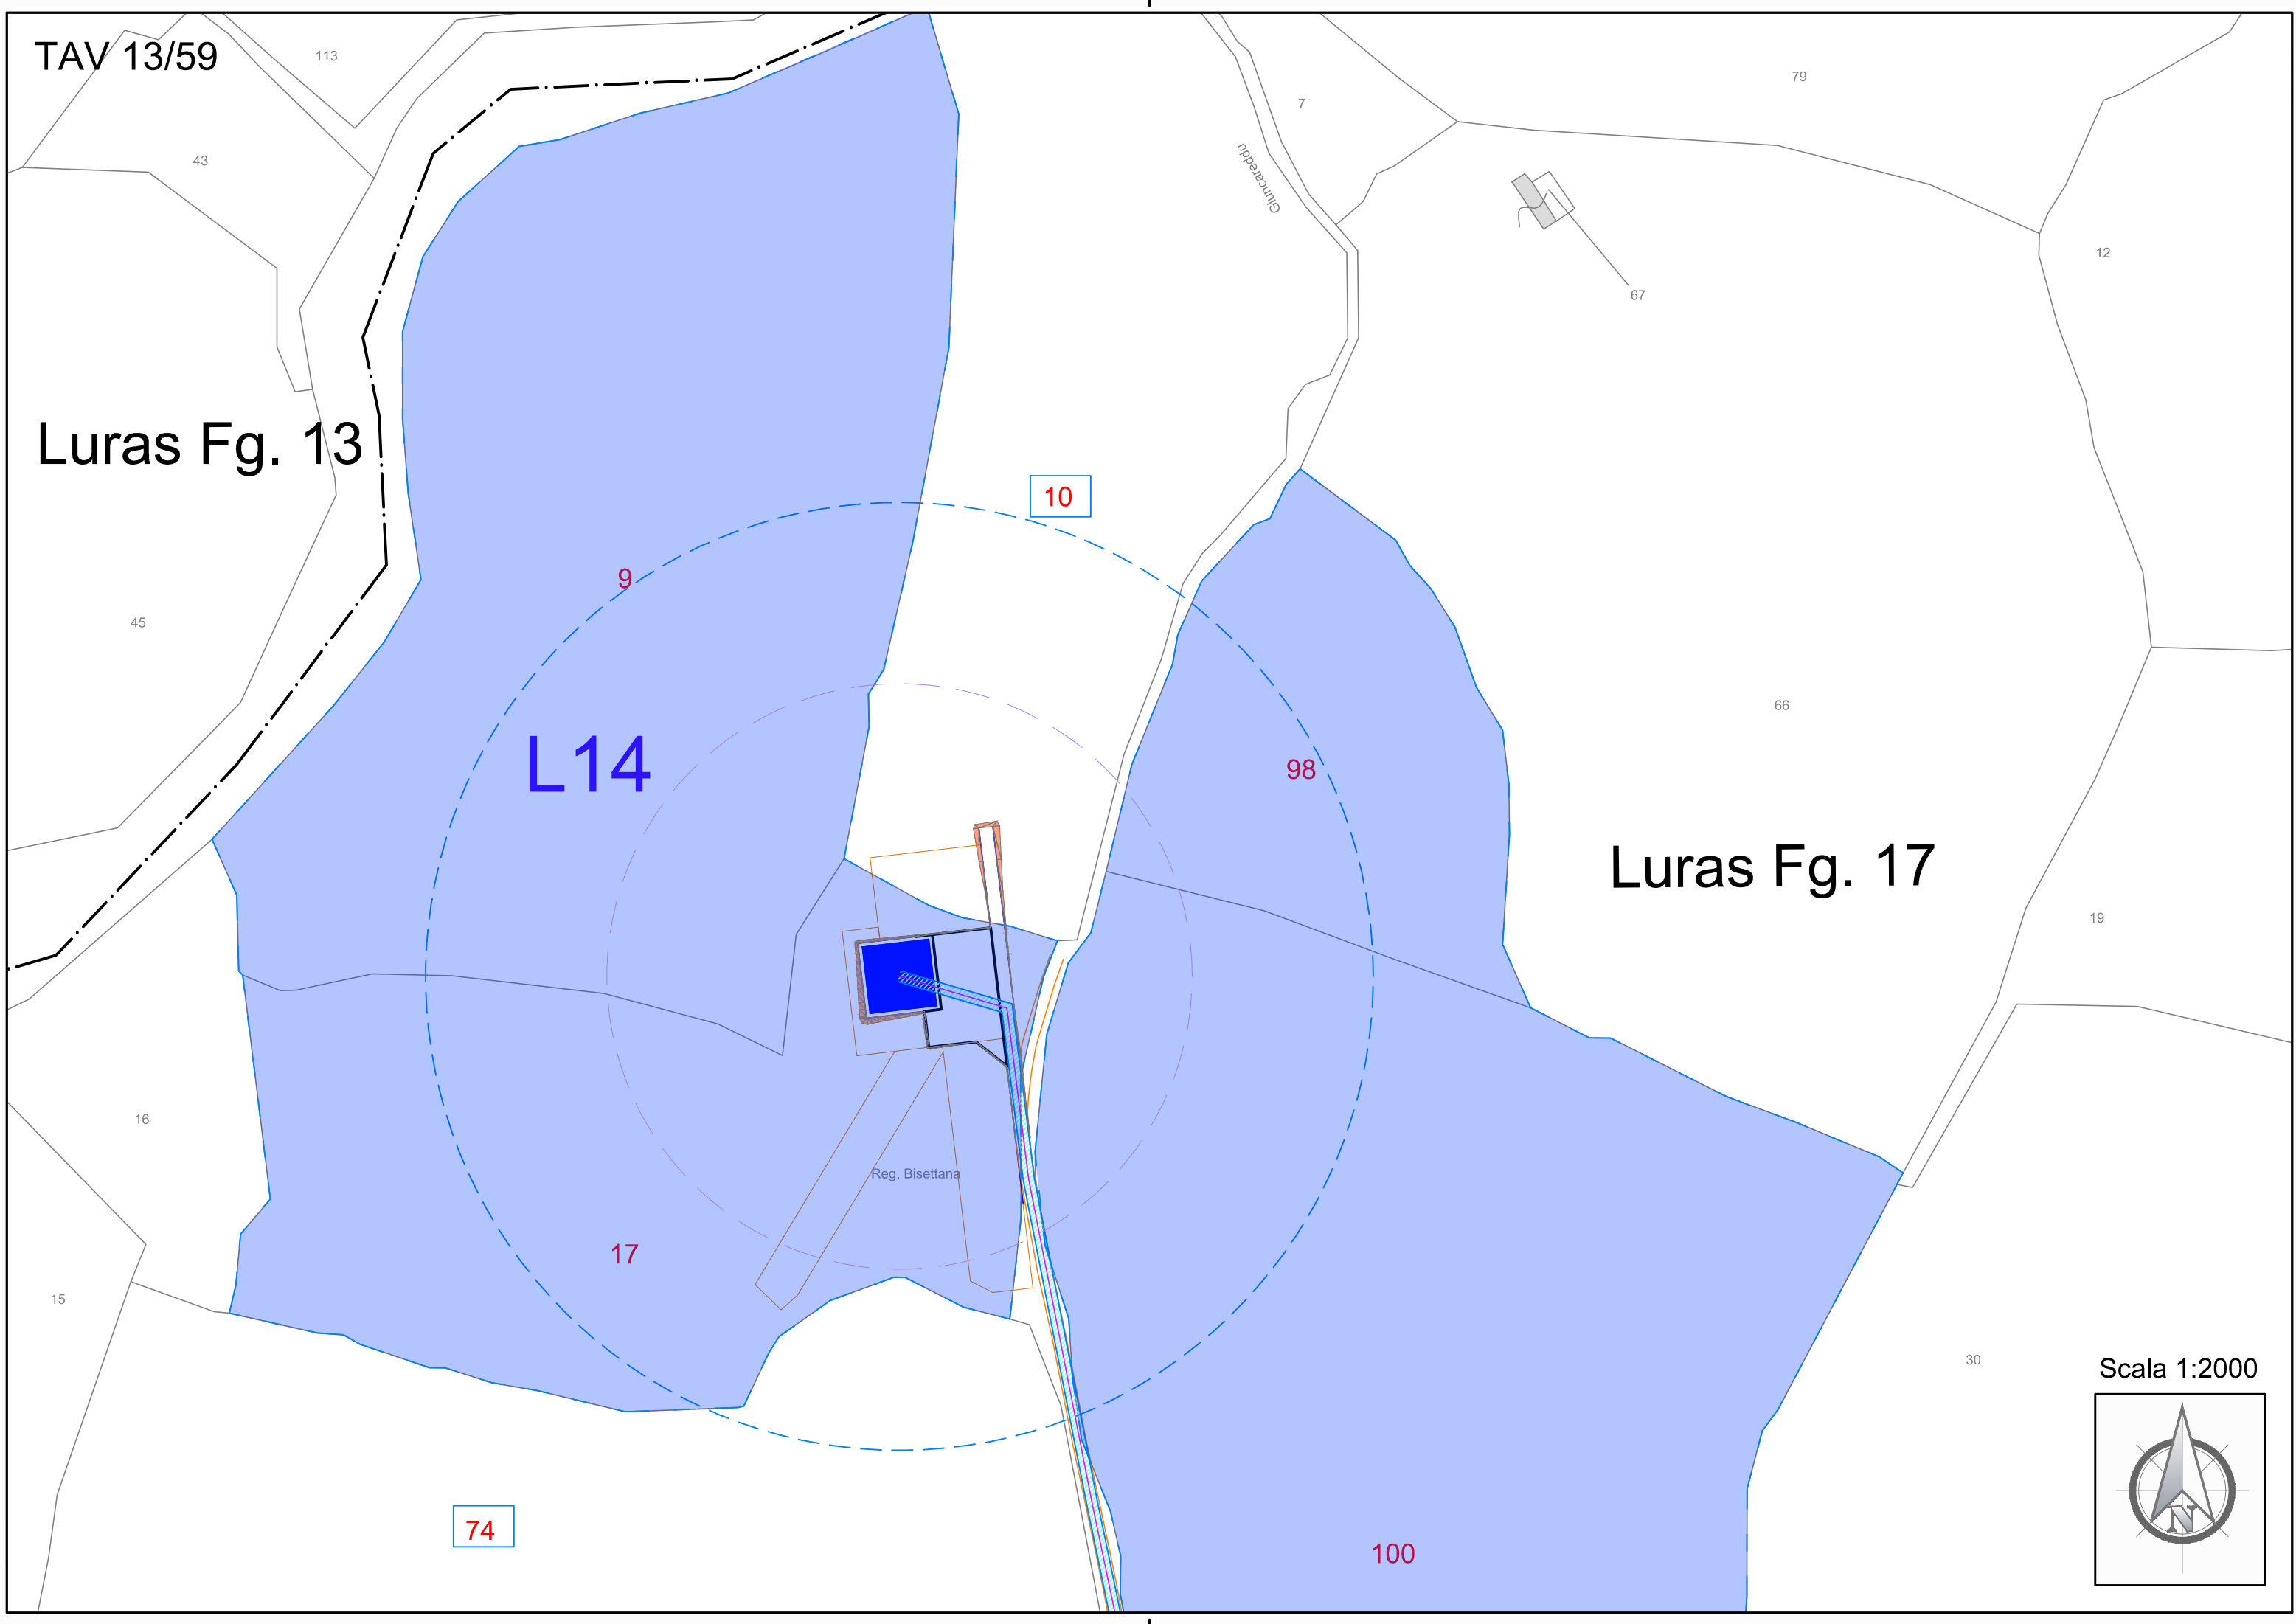 TAV 13/59
113
79
7
43
Giuncareddu
12
67
Luras Fg. 13
10
9
45
66
L14
98
Luras Fg. 17
19
16
Reg. Bisettana
17
15
30
Scala 1:2000
N
74
100